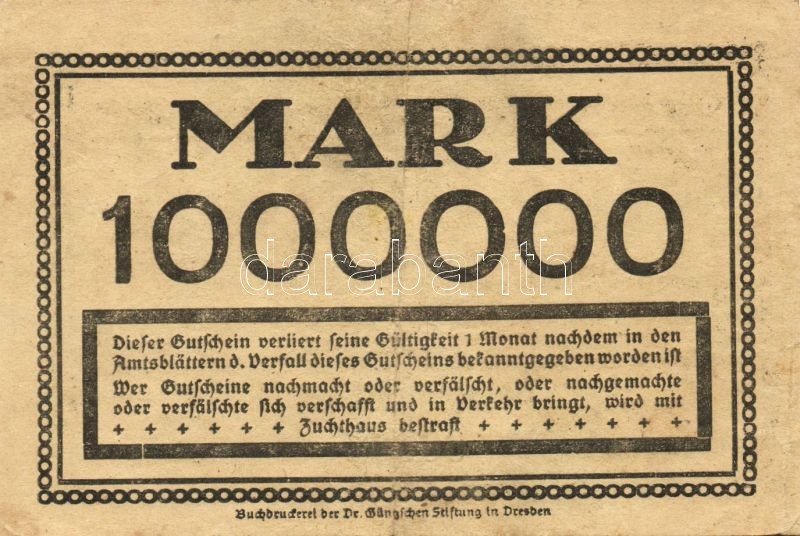 MARK
1000000
darabanth
Dieser Gutschein verliert seine Gültigkeit 1 Monat nachdem in den
Amtsblättern d. Verfall dieses Gutscheins bekanntgegeben worden ist
Wer Gutscheine nachmacht oder verfälscht, oder nachgemachte
oder verfälschte sich verschafft und in Verkehr bringt, wird mit
+ + + + + + + Zuchthaus bestraft + + + + + + + +
Buchdruckerei der Dr. Güntzschen Stiftung in Dresden